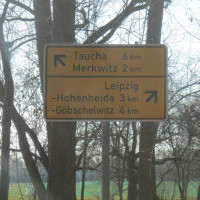 Taucha 6 km
Merkwitz 2 km
Leipzig
-Hohenheida 3 km
-Göbschelwitz 4 km